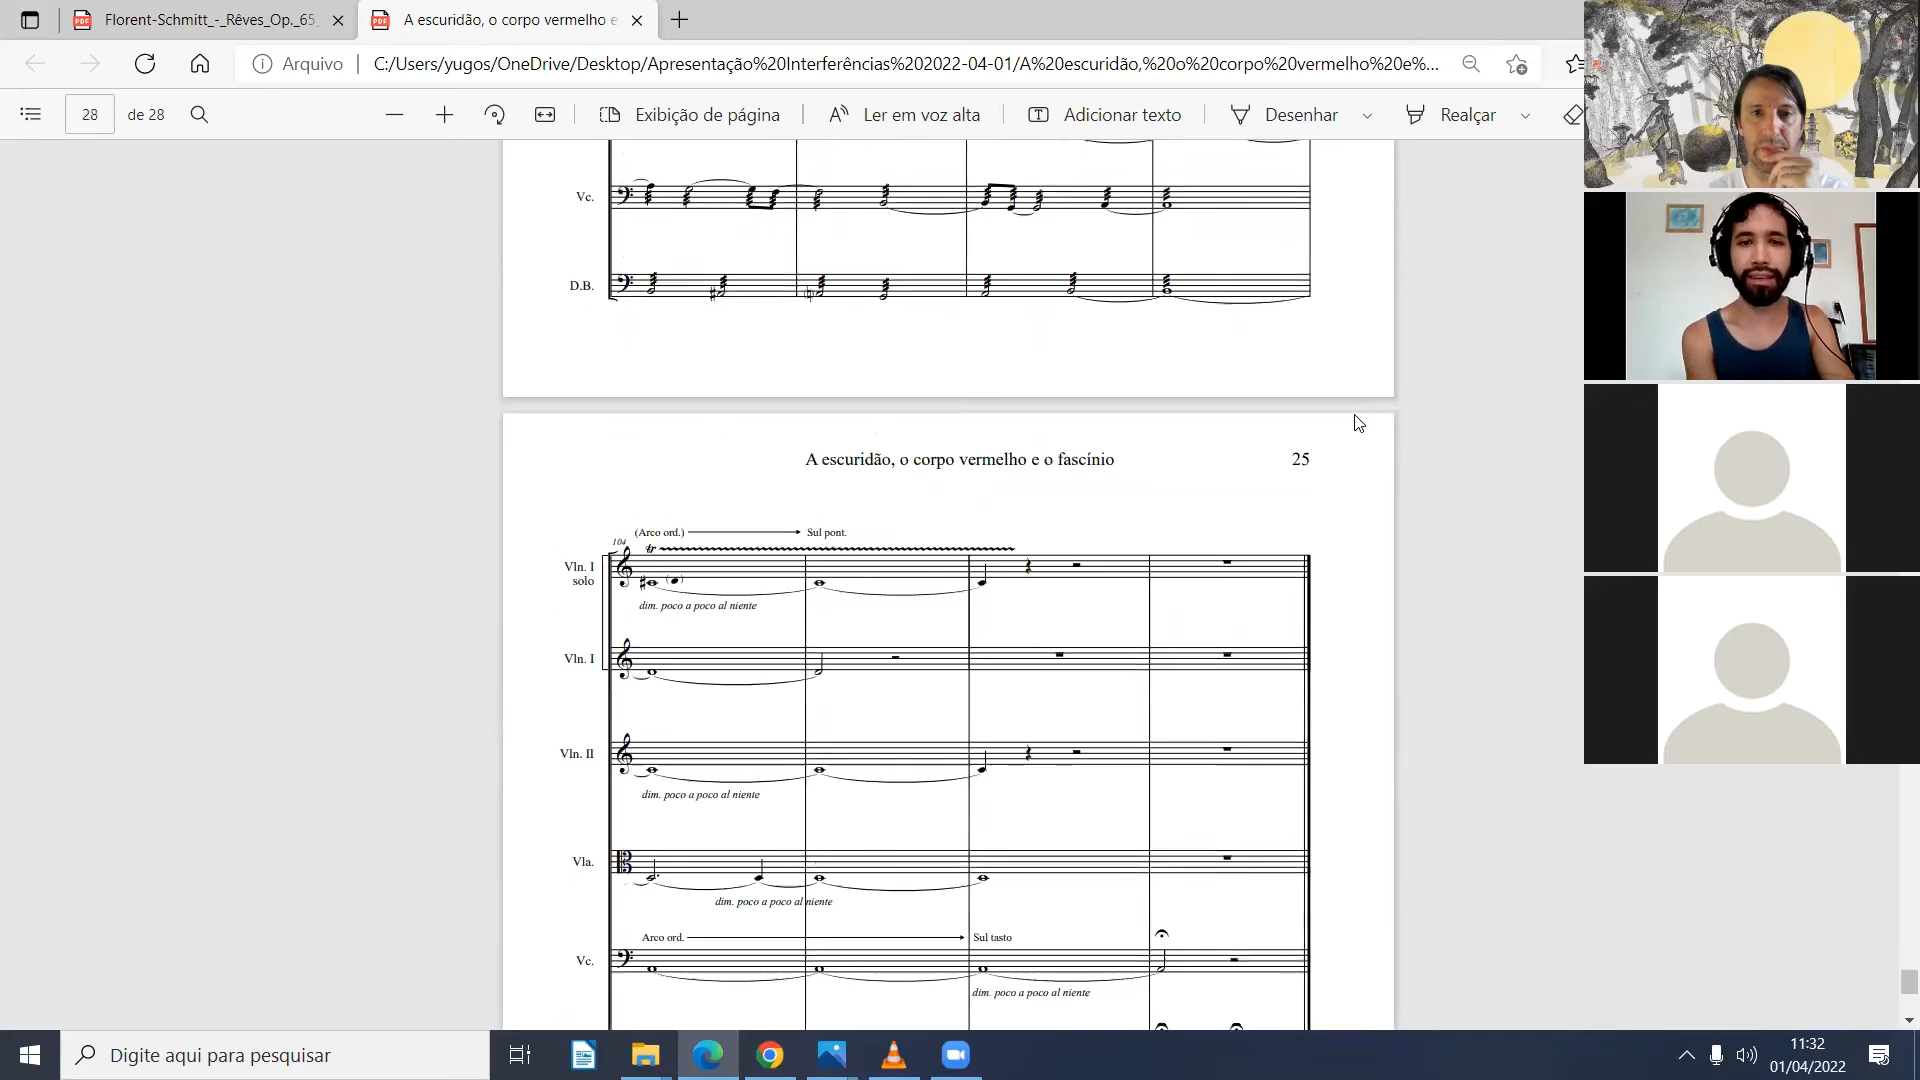 Florent-Schmitt_-_Rêves_Op._65_
A escuridão, o corpo vermelho e
Arquivo
C:/Users/yugos/OneDrive/Desktop/Apresentação%20Interferências%202022-04-01/A%20escuridão,%20o%20corpo%20vermelho%20e%...
28 de 28
Exibição de página
Ler em voz alta
Adicionar texto
Desenhar
Realçar
Vc.
D.B.
A escuridão, o corpo vermelho e o fascínio 25
(Arco ord.) Sul pont.
104
tr
Vln. I
solo
dim. poco a poco al niente
Vln. I
Vln. II
dim. poco a poco al niente
Vla.
dim. poco a poco al niente
Arco ord. Sul tasto
Vc.
dim. poco a poco al niente
Digite aqui para pesquisar
11:32
01/04/2022